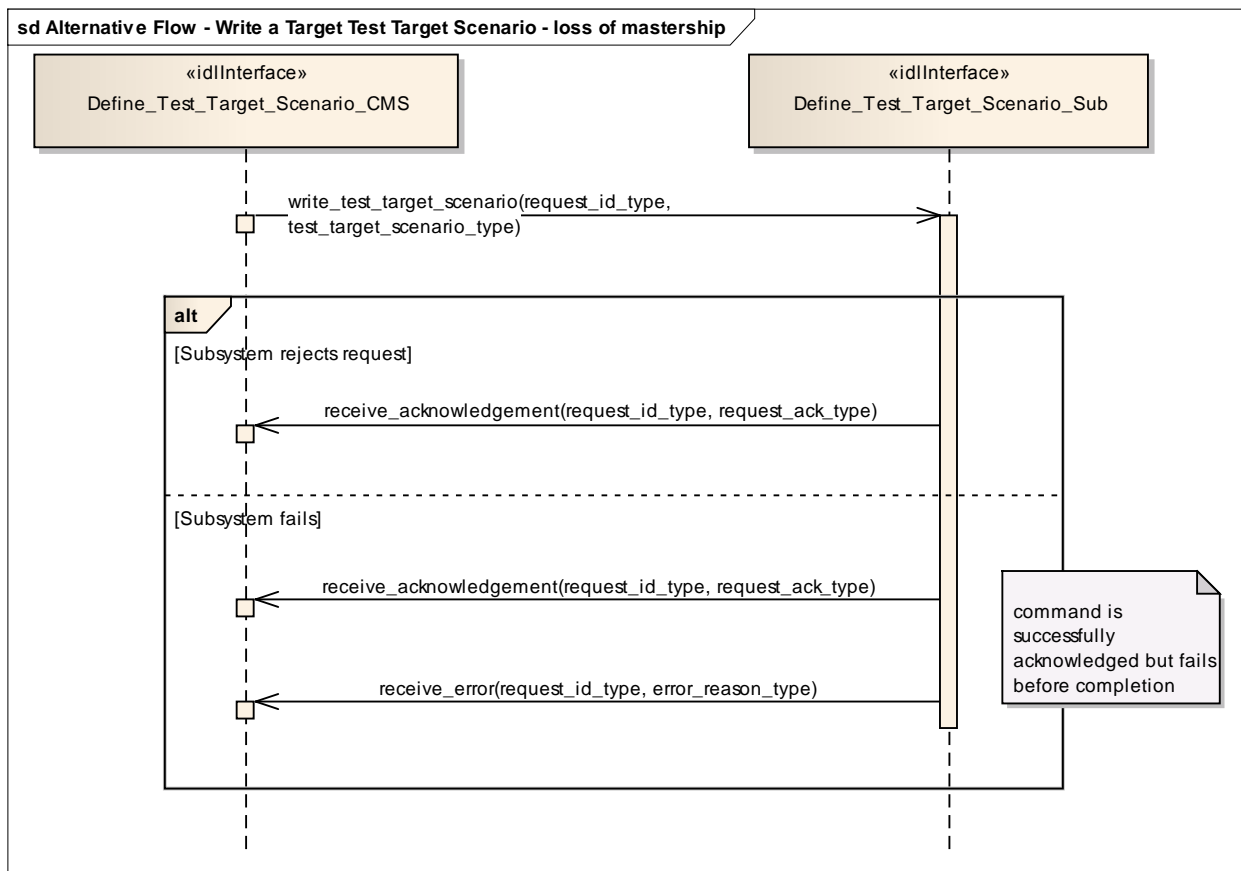 sd Alternative Flow - Write a Target Test Target Scenario - loss of mastership
«idlInterface»
Define_Test_Target_Scenario_CMS
«idlInterface»
Define_Test_Target_Scenario_Sub
write_test_target_scenario(request_id_type,
test_target_scenario_type)
alt
[Subsystem rejects request]
receive_acknowledgement(request_id_type, request_ack_type)
[Subsystem fails]
receive_acknowledgement(request_id_type, request_ack_type)
command is
successfully
acknowledged but fails
before completion
receive_error(request_id_type, error_reason_type)